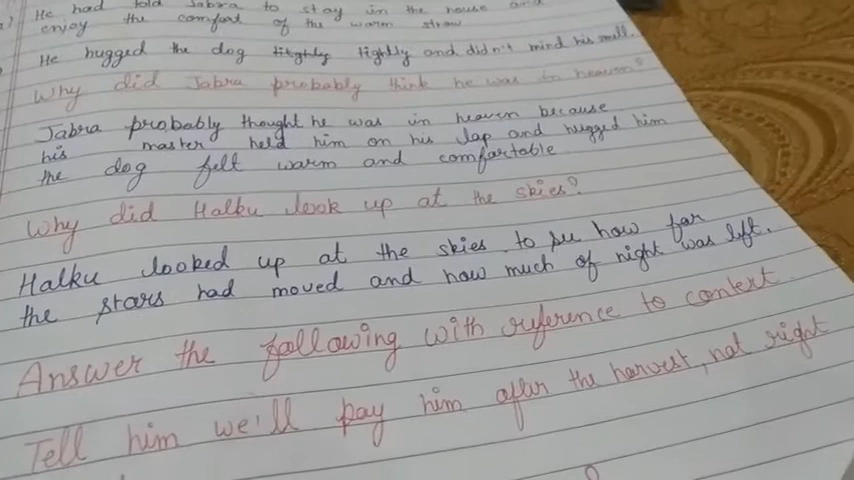 He had told Jabra to stay in the house and
enjoy the comfort of the warm straw
He hugged the dog tightly and didn't mind his smell.
Why did Jabra probably think he was in heaven?
Jabra probably thought he was in heaven because
his master held him on his lap and hugged him
the dog felt warm and comfortable
Why did Halku look up at the skies?
Halku looked up at the skies to see how far
the stars had moved and how much of night was left.
Answer the following with reference to context
Tell him we'll pay him after the harvest, not right